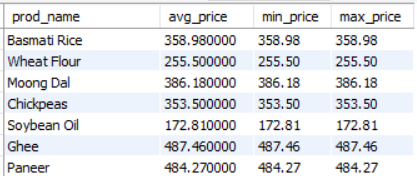 prod_name avg_price min_price max_price
Basmati Rice 358.980000 358.98 358.98
Wheat Flour 255.500000 255.50 255.50
Moong Dal 386.180000 386.18 386.18
Chickpeas 353.500000 353.50 353.50
Soybean Oil 172.810000 172.81 172.81
Ghee 487.460000 487.46 487.46
Paneer 484.270000 484.27 484.27